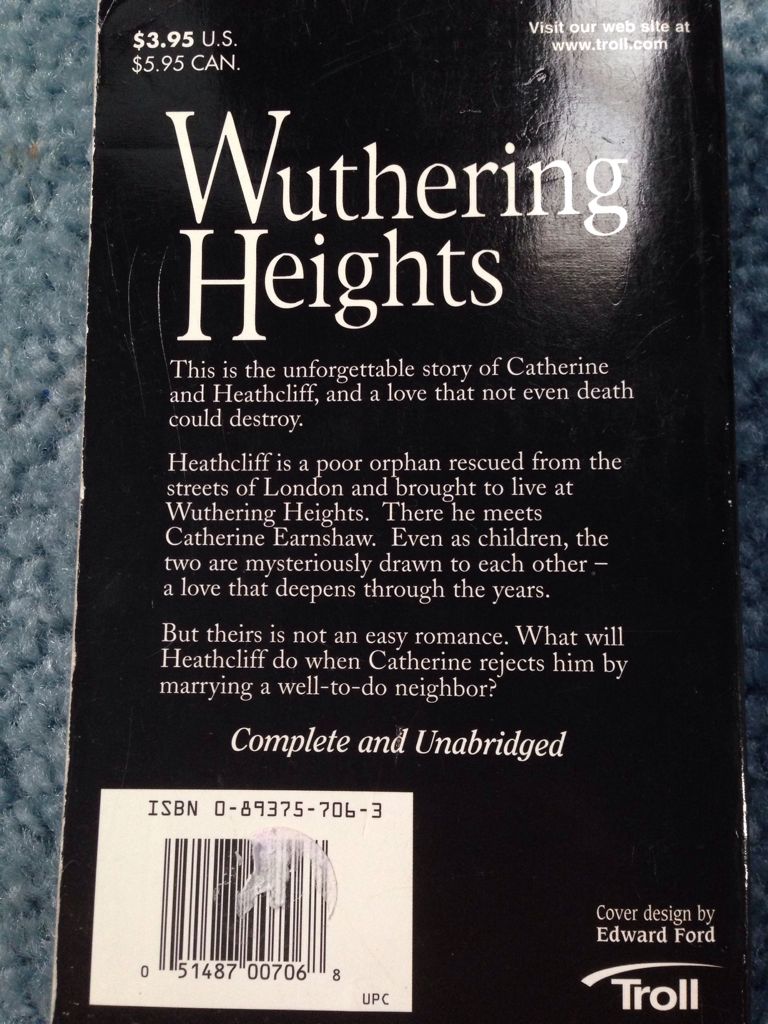 $3.95 U.S.
$5.95 CAN.
Visit our web site at
www.troll.com
Wuthering
Heights
This is the unforgettable story of Catherine
and Heathcliff, and a love that not even death
could destroy.
Heathcliff is a poor orphan rescued from the
streets of London and brought to live at
Wuthering Heights. There he meets
Catherine Earnshaw. Even as children, the
two are mysteriously drawn to each other –
a love that deepens through the years.
But theirs is not an easy romance. What will
Heathcliff do when Catherine rejects him by
marrying a well-to-do neighbor?
Complete and Unabridged
ISBN 0-89375-706-3
0 51487 00706 8
UPC
Cover design by
Edward Ford
Troll